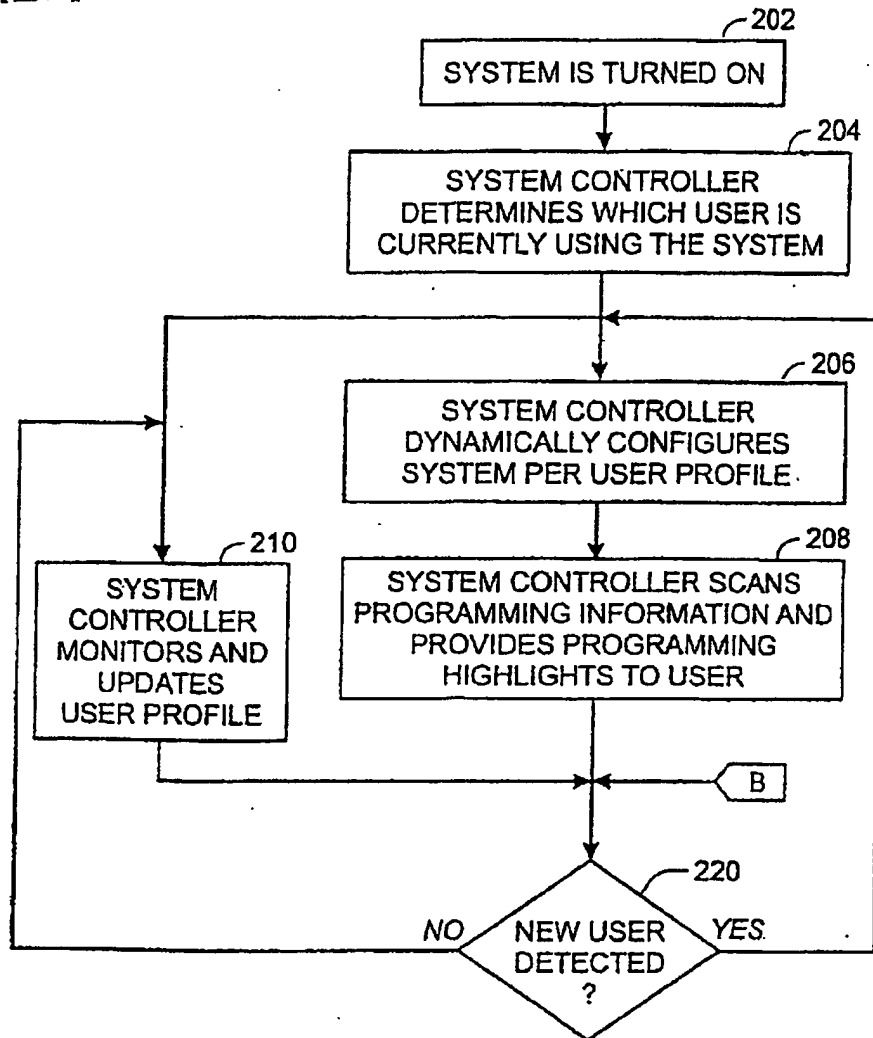 202
SYSTEM IS TURNED ON
204
SYSTEM CONTROLLER
DETERMINES WHICH USER IS
CURRENTLY USING THE SYSTEM
206
SYSTEM CONTROLLER
DYNAMICALLY CONFIGURES
SYSTEM PER USER PROFILE
210
SYSTEM
CONTROLLER
MONITORS AND
UPDATES
USER PROFILE
208
SYSTEM CONTROLLER SCANS
PROGRAMMING INFORMATION AND
PROVIDES PROGRAMMING
HIGHLIGHTS TO USER
B
220
NO
NEW USER
DETECTED
?
YES